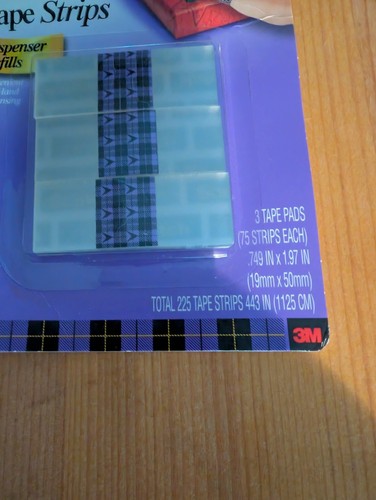 ape Strips
spenser
fills
3 TAPE PADS
(75 STRIPS EACH)
.749 IN x 1.97 IN
(19mm x 50mm)
TOTAL 225 TAPE STRIPS 443 IN (1125 CM)
3M